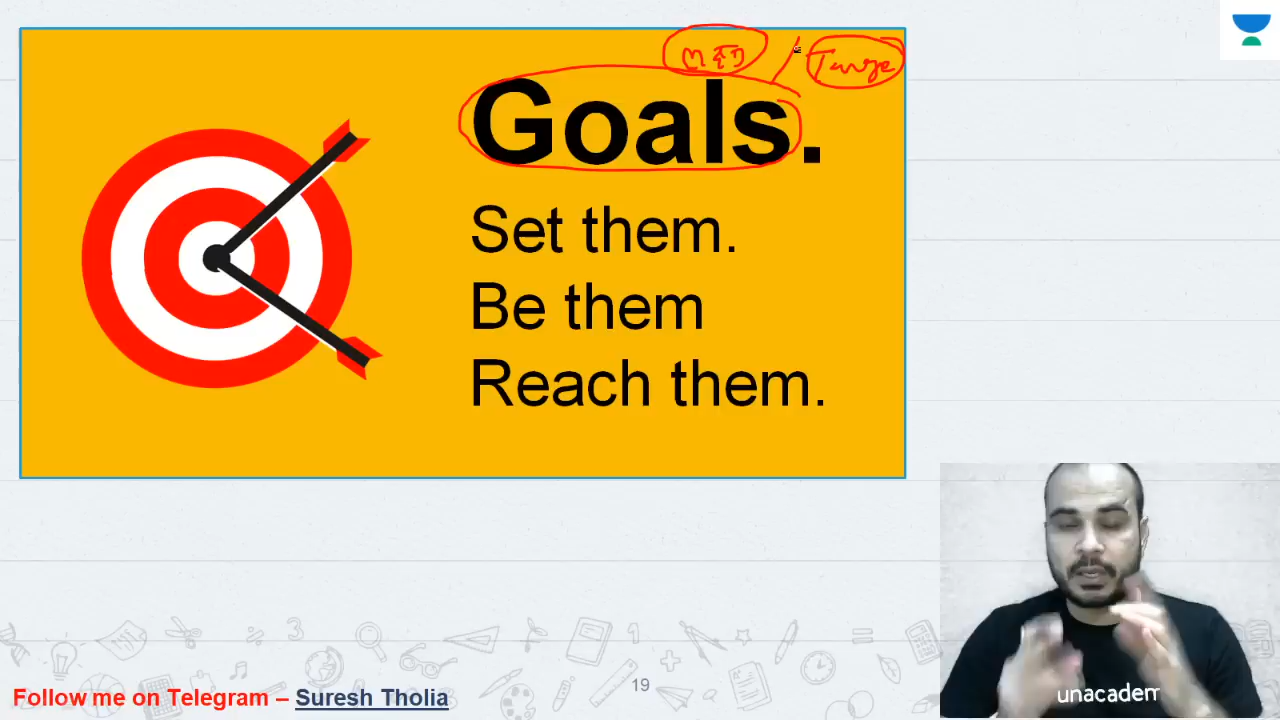 Goals.
Set them.
Be them
Reach them.
unacadem
Follow me on Telegram – Suresh Tholia
19